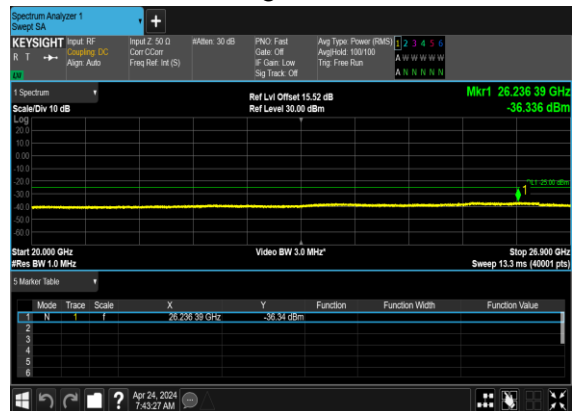 Spectrum Analyzer 1
Swept SA
+
KEYSIGHT Input: RF Input Z: 50 Ω #Atten: 30 dB PNO: Fast Avg Type: Power (RMS) 1 2 3 4 5 6
R T Coupling: DC Corr CCorr Gate: Off Avg|Hold: 100/100 A W W W W W
Align: Auto Freq Ref: Int (S) IF Gain: Low Trig: Free Run
Sig Track: Off A N N N N N
1 Spectrum Ref Lvl Offset 15.52 dB Mkr1 26.236 39 GHz
Scale/Div 10 dB Ref Level 30.00 dBm -36.336 dBm
Log
20.0
10.0
0.00
-10.0
-20.0
-30.0
-40.0
-50.0
-60.0
1
Start 20.000 GHz Video BW 3.0 MHz* Stop 26.900 GHz
#Res BW 1.0 MHz Sweep 13.3 ms (40001 pts)
5 Marker Table
Mode Trace Scale X Y Function Function Width Function Value
1 N 1 f 26.236 39 GHz -36.34 dBm
2
3
4
5
6
? Apr 24, 2024
7:43:27 AM